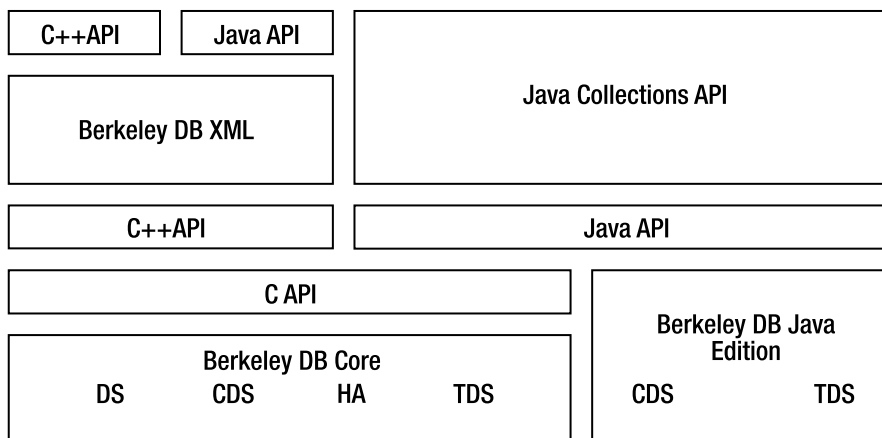 C++API
Java API
Java Collections API
Berkeley DB XML
C++API
Java API
C API
Berkeley DB Java
Edition
Berkeley DB Core
DS CDS HA TDS
CDS TDS